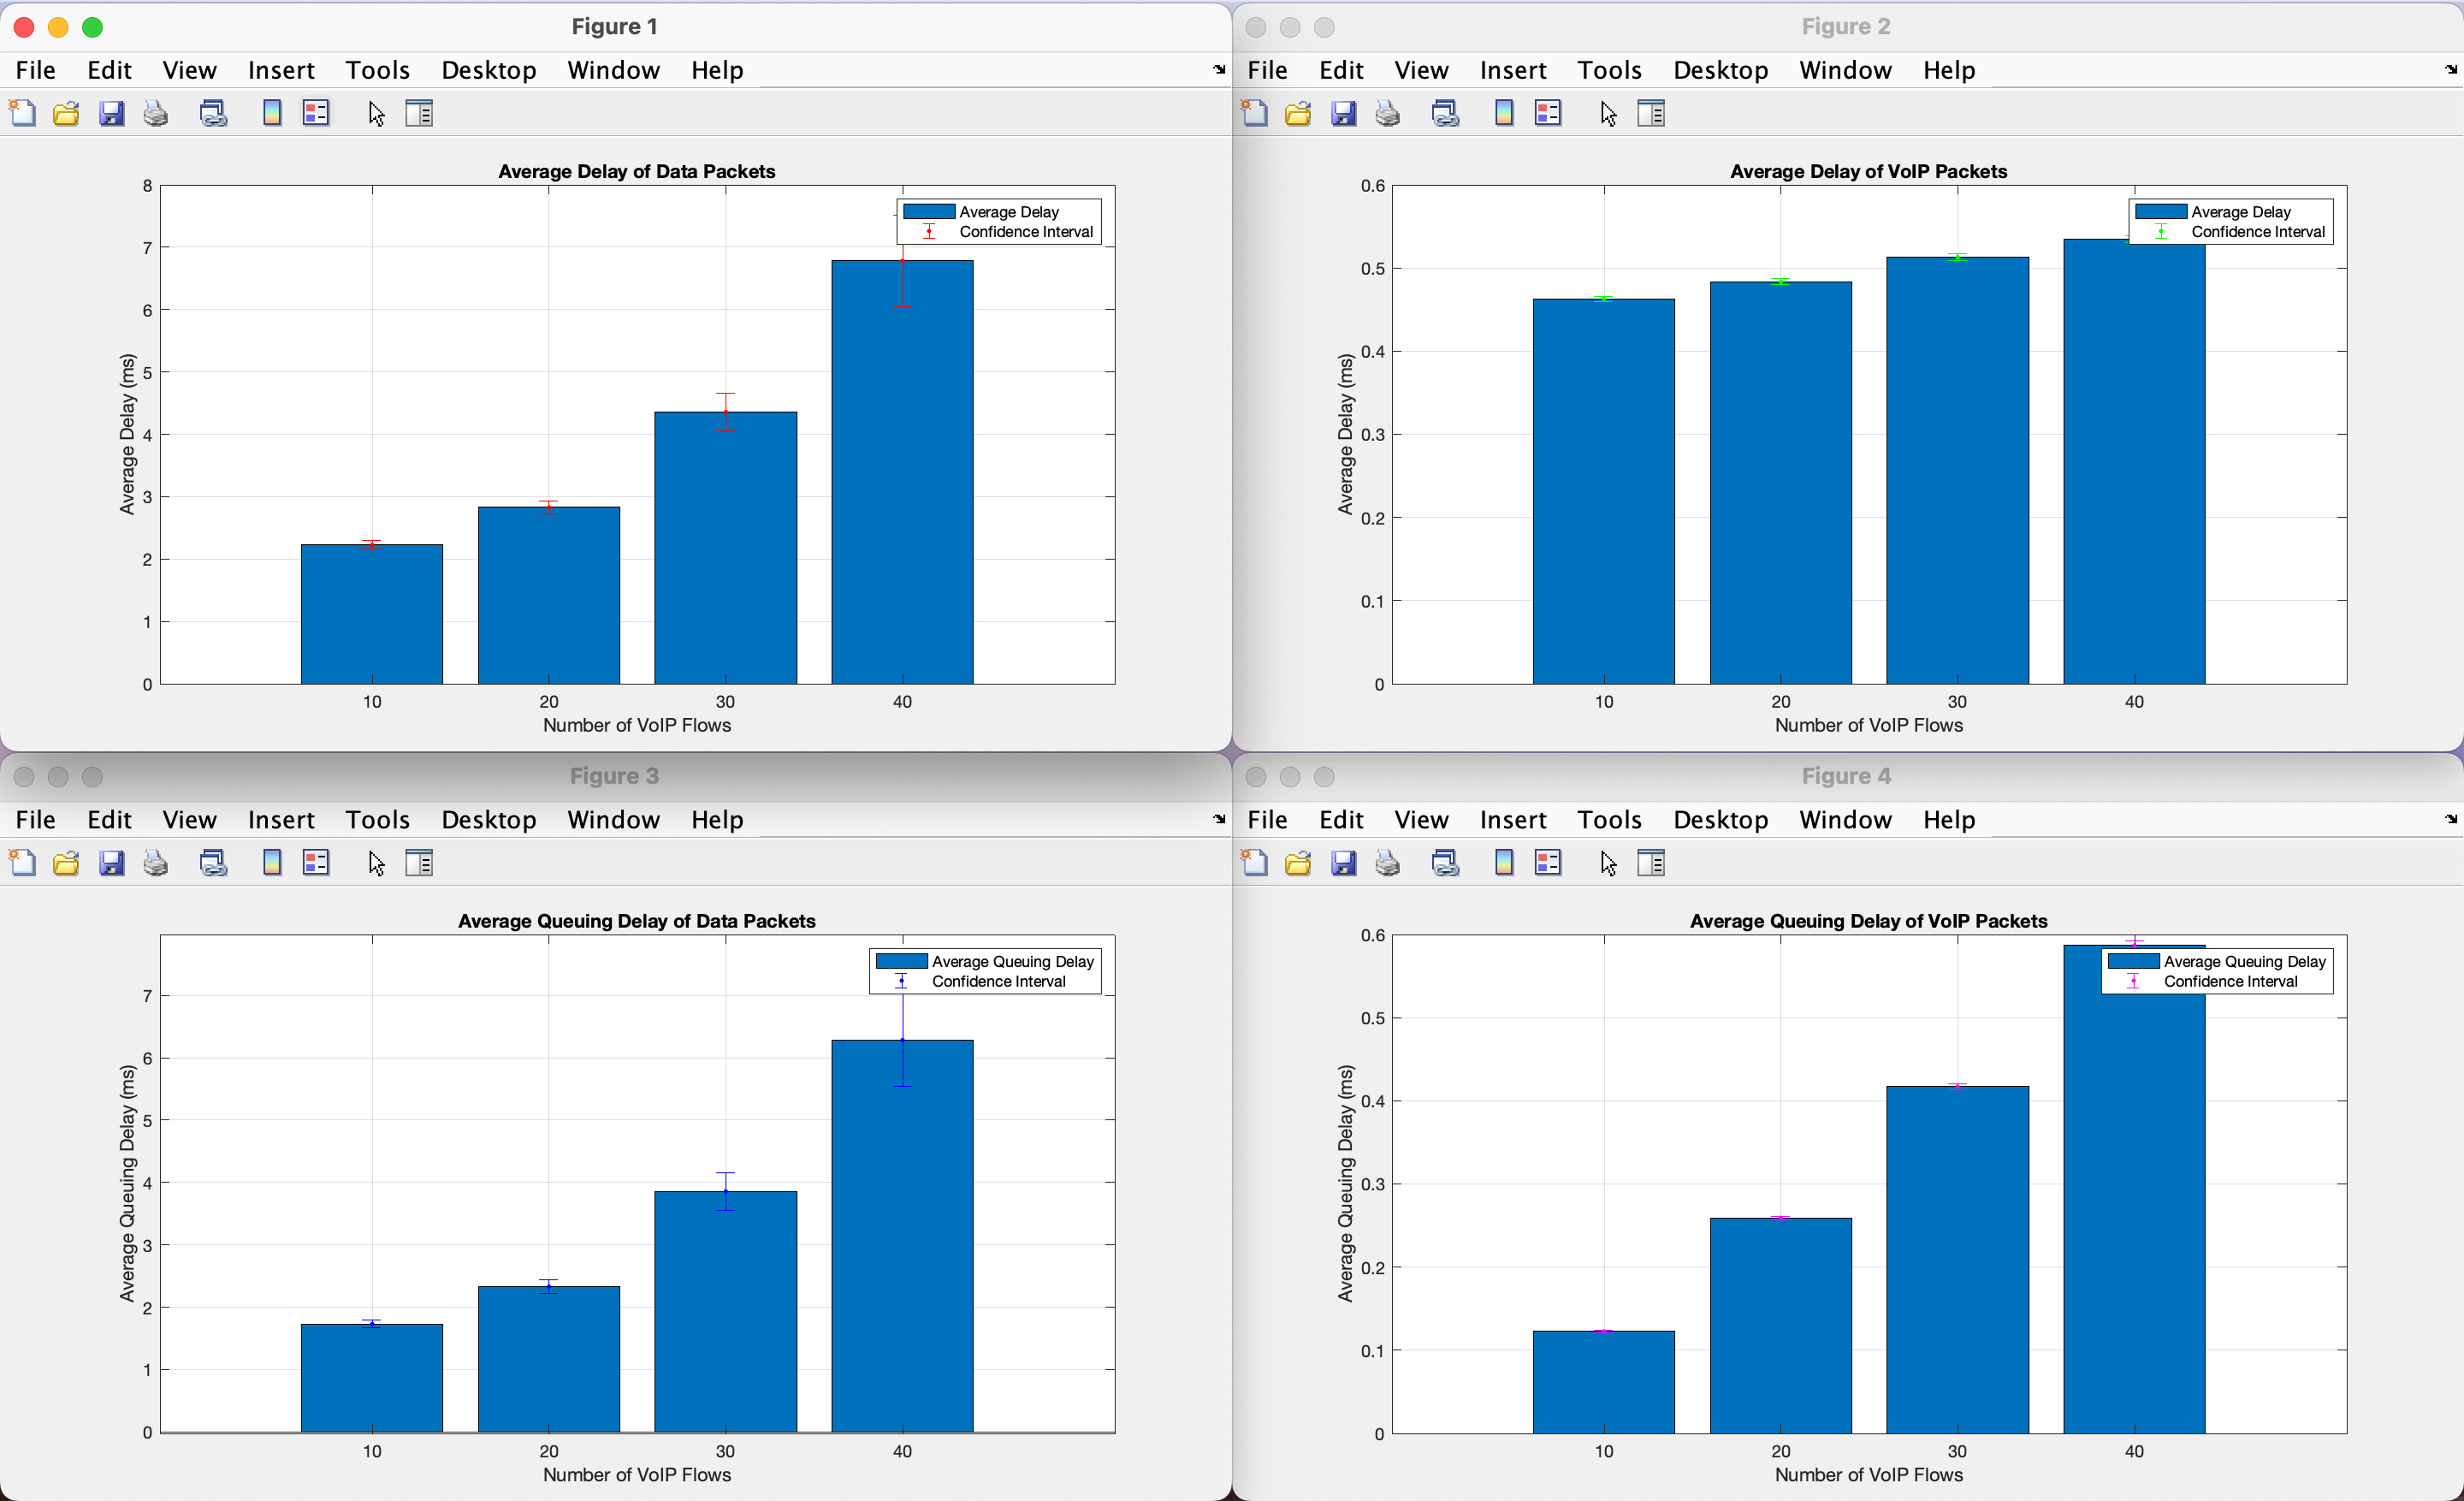 Figure 1
File Edit View Insert Tools Desktop Window Help
Average Delay of Data Packets
Average Delay
Confidence Interval
8
7
6
5
4
3
2
1
0
Average Delay (ms)
10 20 30 40
Number of VoIP Flows
Figure 2
File Edit View Insert Tools Desktop Window Help
Average Delay of VoIP Packets
Average Delay
Confidence Interval
0.6
0.5
0.4
0.3
0.2
0.1
0
Average Delay (ms)
10 20 30 40
Number of VoIP Flows
Figure 3
File Edit View Insert Tools Desktop Window Help
Average Queuing Delay of Data Packets
Average Queuing Delay
Confidence Interval
7
6
5
4
3
2
1
0
Average Queuing Delay (ms)
10 20 30 40
Number of VoIP Flows
Figure 4
File Edit View Insert Tools Desktop Window Help
Average Queuing Delay of VoIP Packets
Average Queuing Delay
Confidence Interval
0.6
0.5
0.4
0.3
0.2
0.1
0
Average Queuing Delay (ms)
10 20 30 40
Number of VoIP Flows